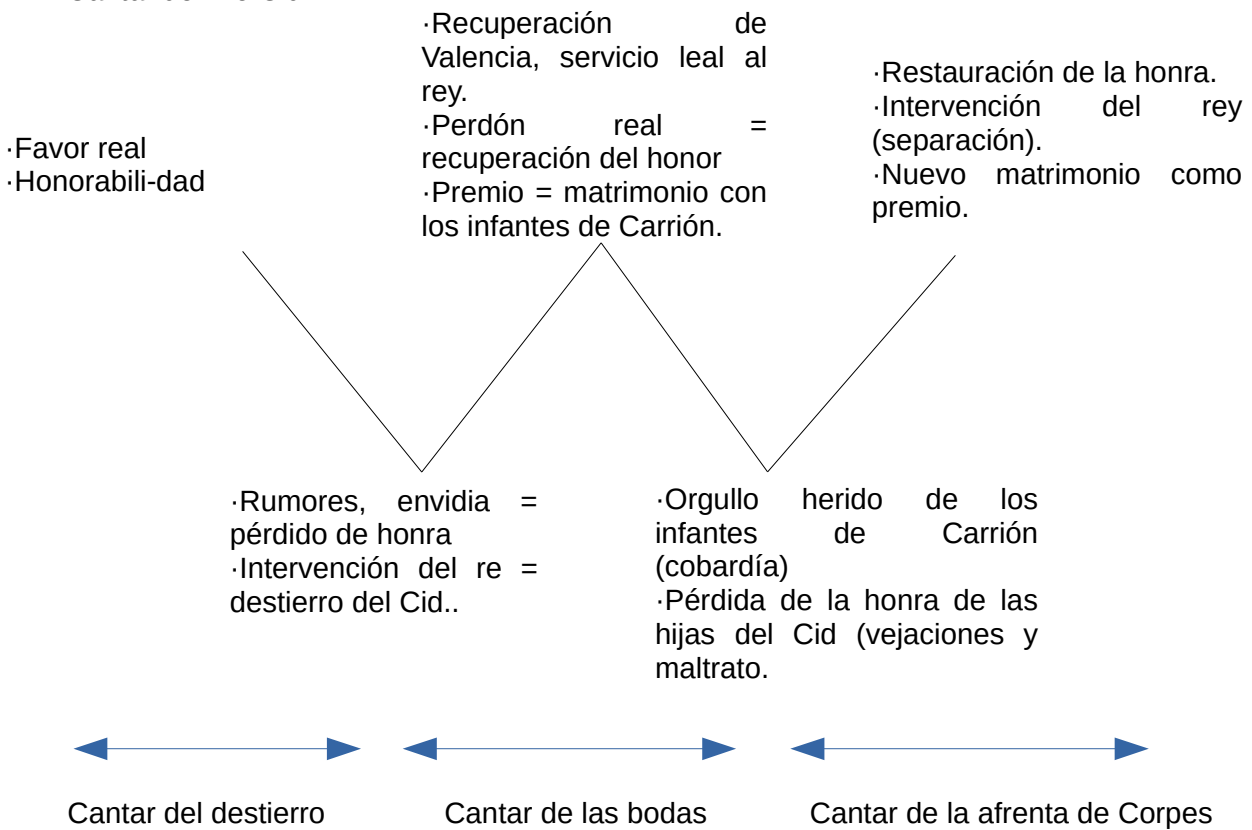 ·Favor real
·Honorabili-dad
·Recuperación de
Valencia, servicio leal al
rey.
·Perdón real =
recuperación del honor
·Premio = matrimonio con
los infantes de Carrión.
·Restauración de la honra.
·Intervención del rey
(separación).
·Nuevo matrimonio como
premio.
·Rumores, envidia =
pérdido de honra
·Intervención del re =
destierro del Cid..
·Orgullo herido de los
infantes de Carrión
(cobardía)
·Pérdida de la honra de las
hijas del Cid (vejaciones y
maltrato.
Cantar del destierro
Cantar de las bodas
Cantar de la afrenta de Corpes